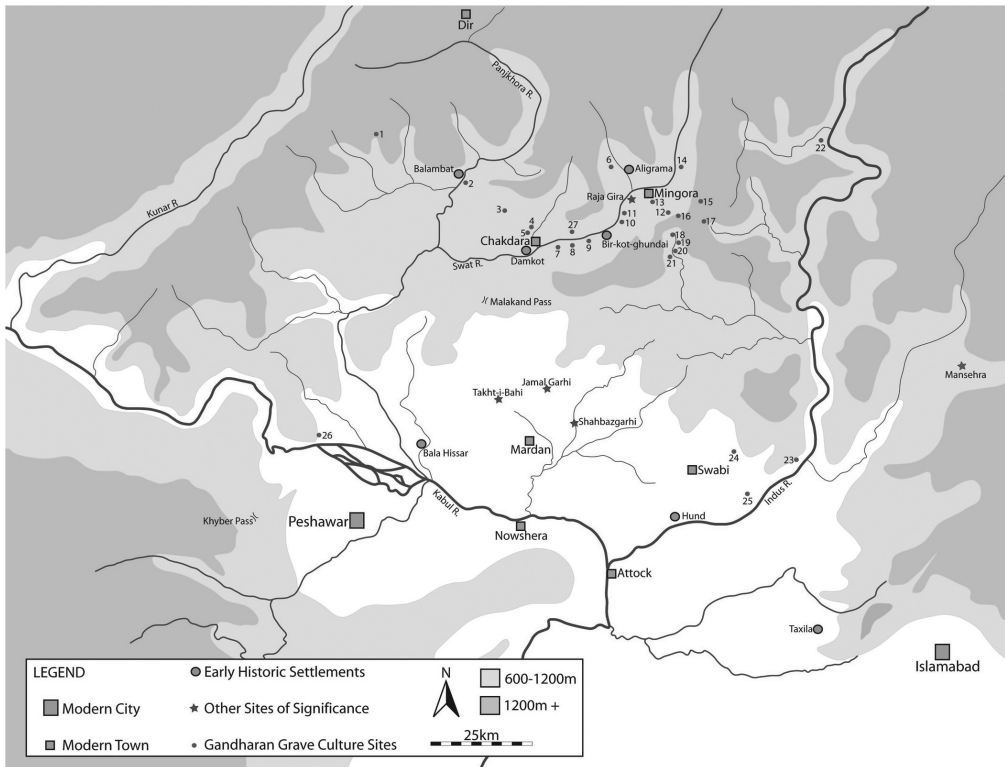 Dir
Panjkhora R.
1
22
6
Aligrama
14
Balambat
2
Kunar R
Raja Gira
Mingora
13
15
3
12
16
11
17
4
5
27
10
Chakdara
18
Bir-kot-ghundai
9
19
7
8
20
Damkot
21
Swat R.
Malakand Pass
Mansehra
Jamal Garhi
Takht-i-Bahi
Shahbazgarhi
26
Mardan
Bala Hissar
24
23
Swabi
25
Indus R.
Kabul R.
Hund
Khyber Pass
Peshawar
Nowshera
Attock
Taxila
Islamabad
LEGEND
Early Historic Settlements
N
600-1200m
Modern City
Other Sites of Significance
1200m +
Modern Town
Gandharan Grave Culture Sites
25km